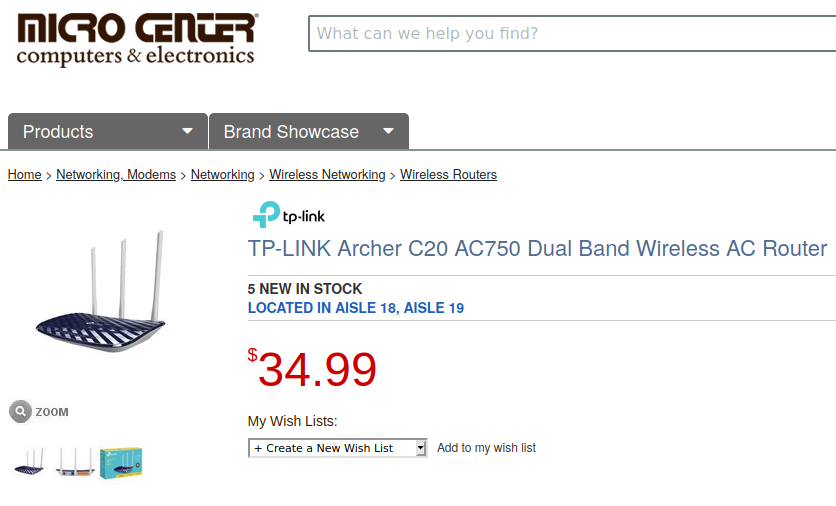 MICRO CENTER
computers & electronics
What can we help you find?
Products
Brand Showcase
Home > Networking, Modems > Networking > Wireless Networking > Wireless Routers
tp-link
TP-LINK Archer C20 AC750 Dual Band Wireless AC Router
5 NEW IN STOCK
LOCATED IN AISLE 18, AISLE 19
$34.99
ZOOM
My Wish Lists:
+ Create a New Wish List
Add to my wish list